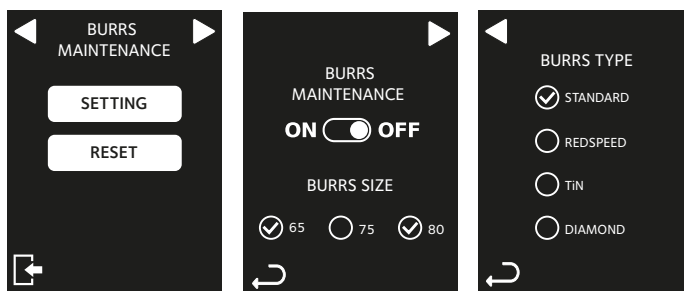 BURRS
MAINTENANCE
SETTING
RESET
BURRS
MAINTENANCE
ON OFF
BURRS SIZE
65 75 80
BURRS TYPE
STANDARD
REDSPEED
TiN
DIAMOND